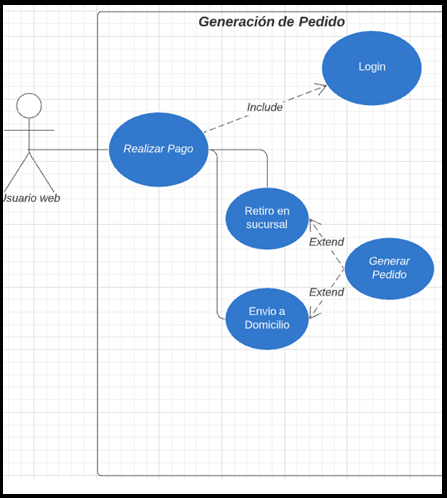 Generación de Pedido
Login
Include
Realizar Pago
Usuario web
Retiro en
sucursal
Extend
Generar
Pedido
Extend
Envio a
Domicilio